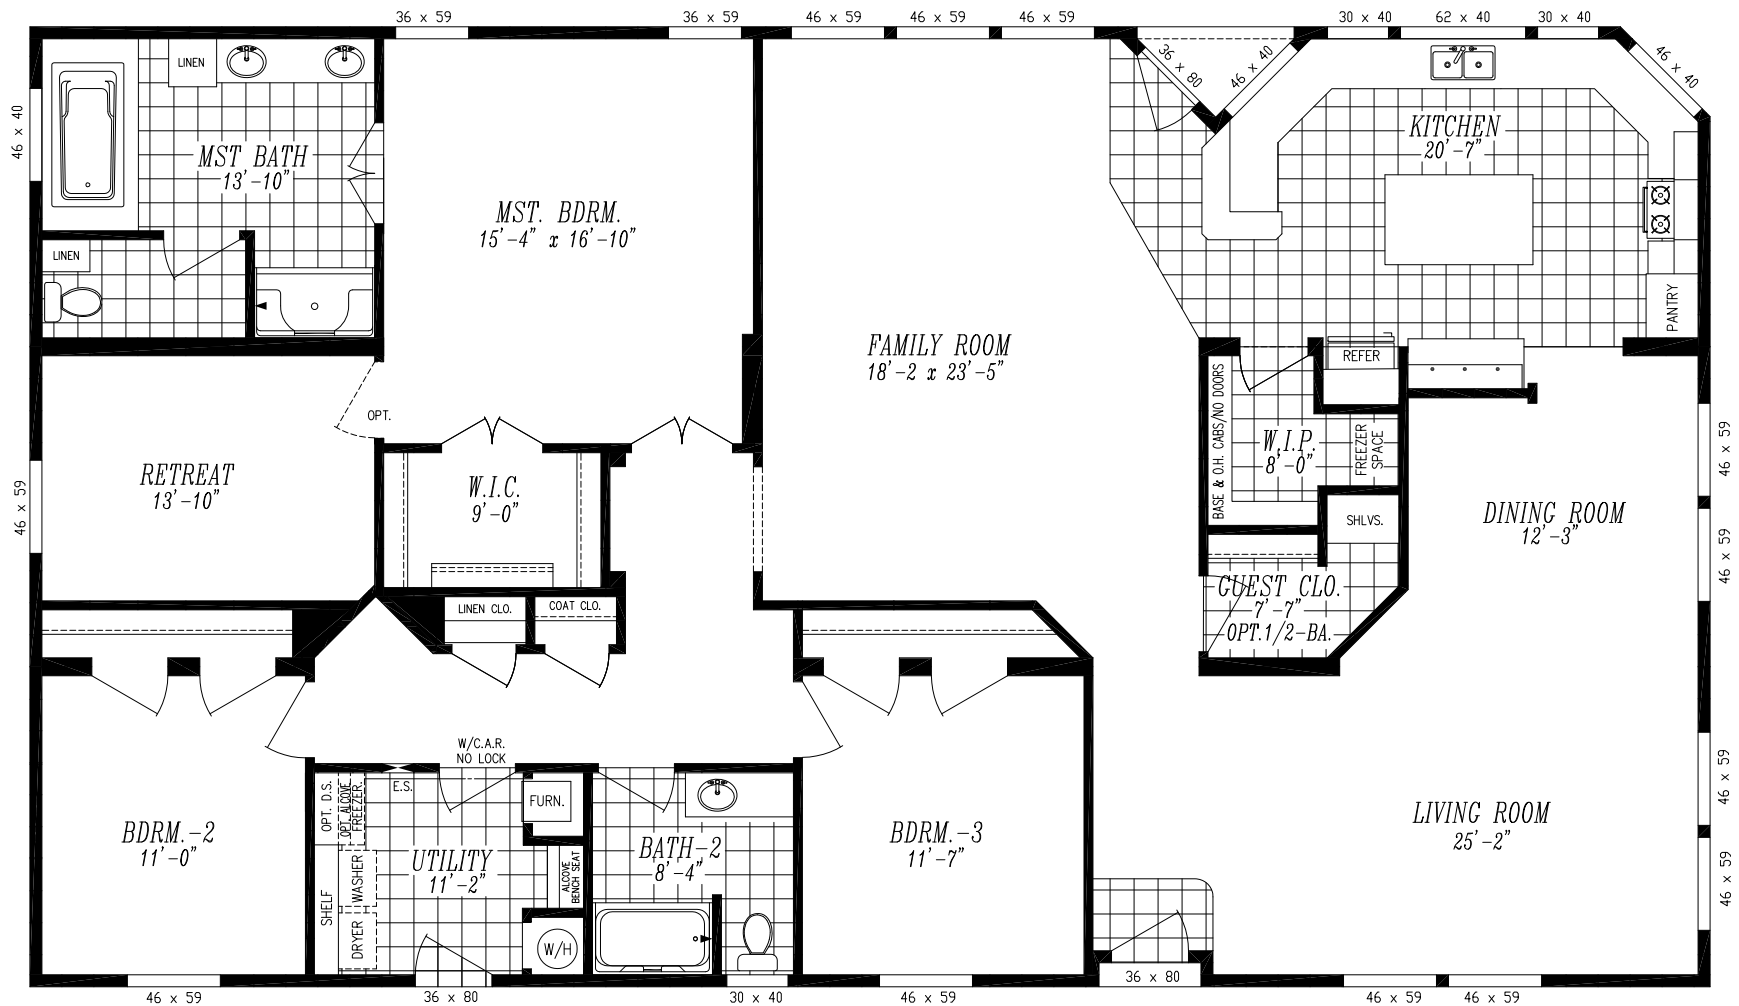 36 x 59
36 x 59
46 x 59
46 x 59
46 x 59
30 x 40
62 x 40
30 x 40
46 x 40
LINEN
MST BATH
13'-10"
LINEN
MST. BDRM.
15'-4" x 16'-10"
36 x 80
46 x 40
46 x 40
KITCHEN
20'-7"
PANTRY
FAMILY ROOM
18'-2 x 23'-5"
REFER
OPT.
RETREAT
13'-10"
46 x 59
W.I.C.
9'-0"
BASE & O.H. CABS/NO DOORS
W.I.P.
8'-0"
FREEZER
SPACE
SHLVS.
DINING ROOM
12'-3"
46 x 59
46 x 59
GUEST CLO.
7'-7"
OPT.1/2-BA.
LINEN CLO.
COAT CLO.
W/C.A.R.
NO LOCK
E.S.
OPT. D.S.
OPT. ALCOVE
FREEZER.
FURN.
BDRM.-2
11'-0"
SHELF
WASHER
DRYER
UTILITY
11'-2"
ALCOVE
BENCH SEAT
W/H
BATH-2
8'-4"
BDRM.-3
11'-7"
LIVING ROOM
25'-2"
46 x 59
46 x 59
46 x 59
36 x 80
30 x 40
46 x 59
36 x 80
46 x 59
46 x 59